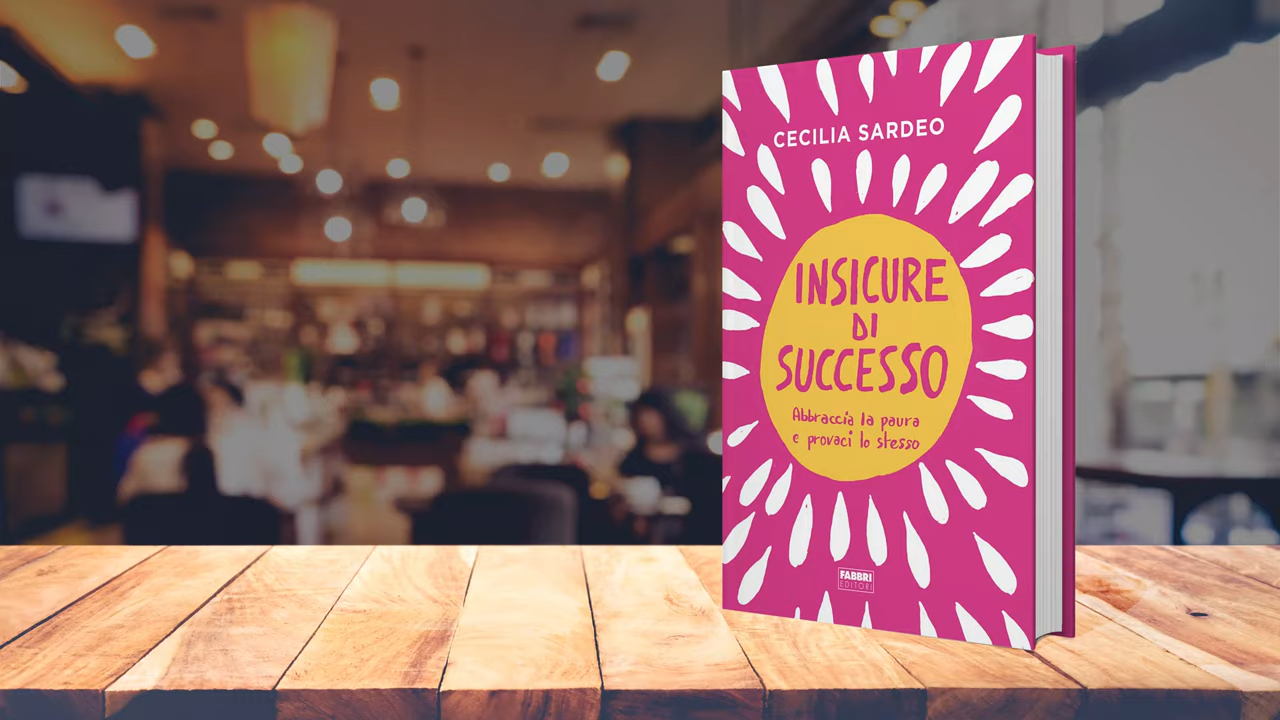 CECILIA SARDEO
INSICURE
DI
SUCCESSO
Abbraccia la paura
e provaci lo stesso
FABBRI
EDITORI